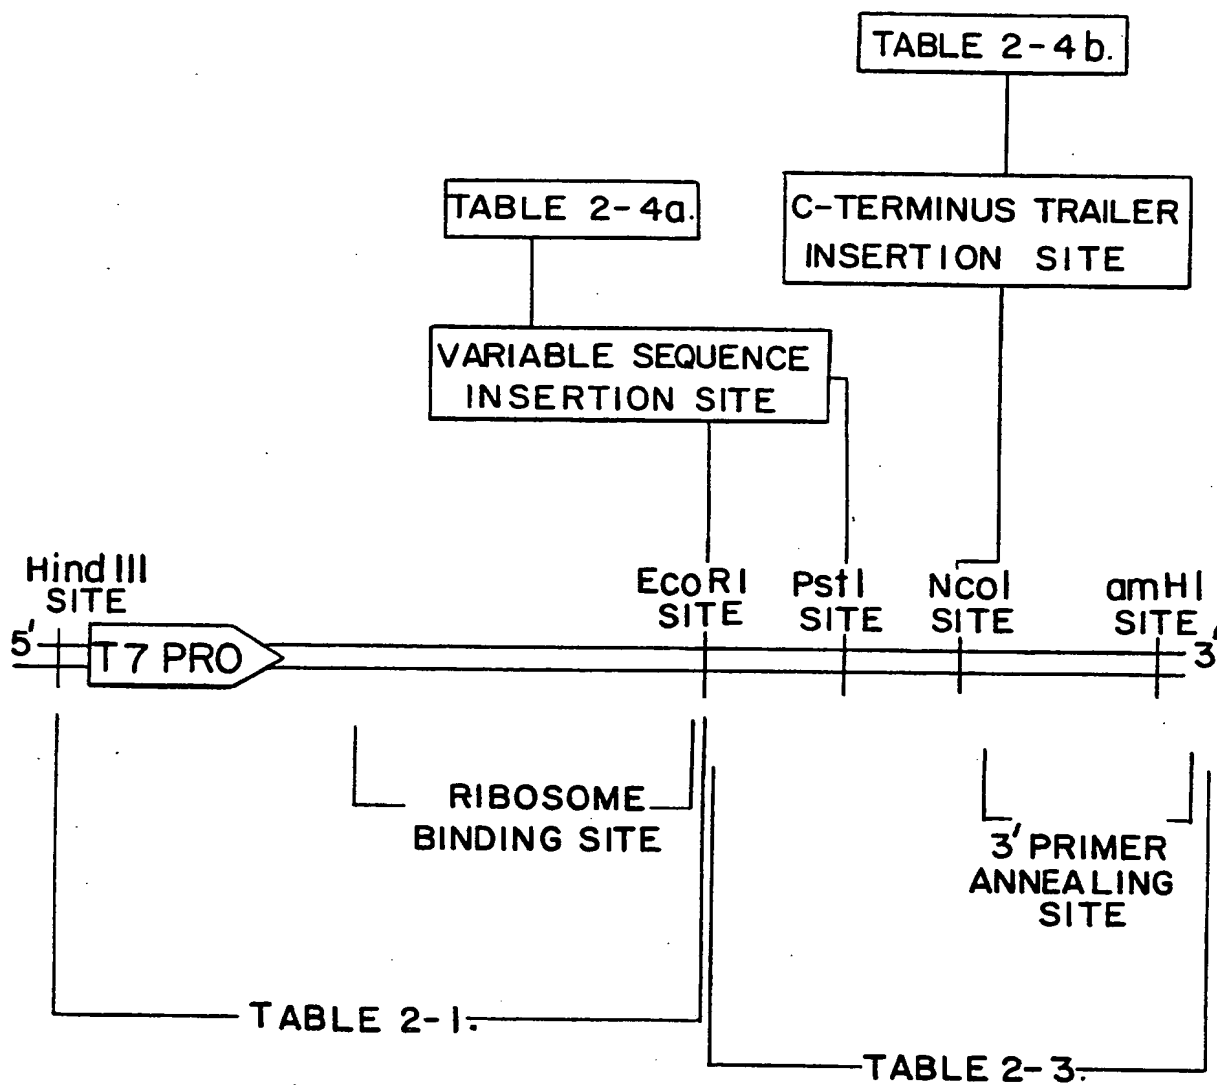 TABLE 2-4b.
C-TERMINUS TRAILER
INSERTION SITE
TABLE 2-4a.
VARIABLE SEQUENCE
INSERTION SITE
Hind III
SITE
EcoRI
SITE
PstI
SITE
NcoI
SITE
amHI
SITE
5'
T7 PRO
3'
RIBOSOME
BINDING SITE
3' PRIMER
ANNEALING
SITE
TABLE 2-1.
TABLE 2-3.